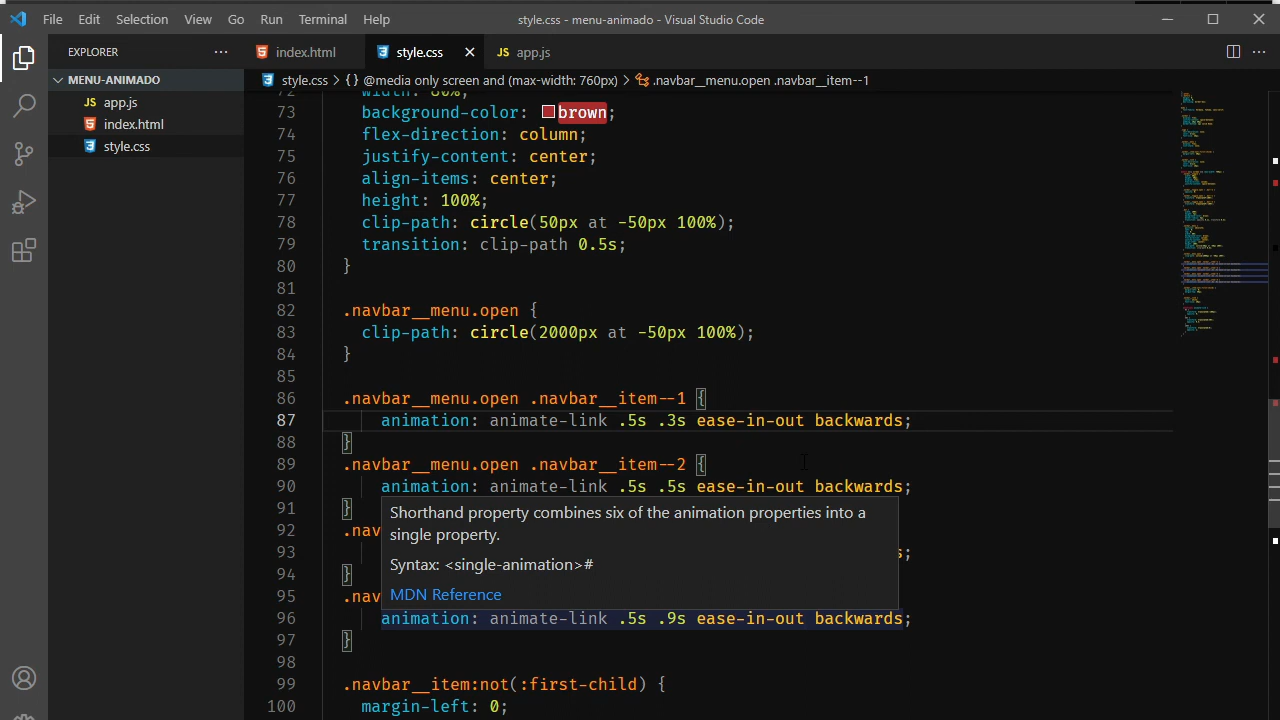 File Edit Selection View Go Run Terminal Help style.css - menu-animado - Visual Studio Code
EXPLORER ···
index.html style.css JS app.js
MENU-ANIMADO
JS app.js
index.html
style.css
style.css > {} @media only screen and (max-width: 760px) > .navbar__menu.open .navbar__item--1
72 width: 80%;
73 background-color: brown;
74 flex-direction: column;
75 justify-content: center;
76 align-items: center;
77 height: 100%;
78 clip-path: circle(50px at -50px 100%);
79 transition: clip-path 0.5s;
80 }
81
82 .navbar__menu.open {
83 clip-path: circle(2000px at -50px 100%);
84 }
85
86 .navbar__menu.open .navbar__item--1 {
87 animation: animate-link .5s .3s ease-in-out backwards;
88 }
89 .navbar__menu.open .navbar__item--2 {
90 animation: animate-link .5s .5s ease-in-out backwards;
91 }
Shorthand property combines six of the animation properties into a
single property.
Syntax: <single-animation>#
MDN Reference
92 .nav
93 s;
94 }
95 .nav
96 animation: animate-link .5s .9s ease-in-out backwards;
97 }
98
99 .navbar__item:not(:first-child) {
100 margin-left: 0;